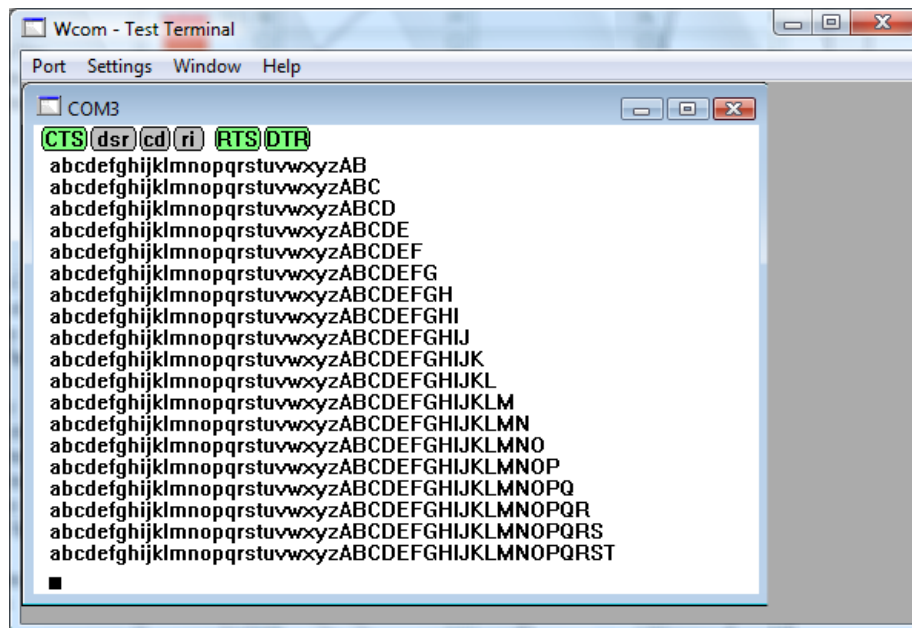 Wcom - Test Terminal
Port Settings Window Help
COM3
CTS dsr cd ri RTS DTR
abcdefghijklmnopqrstuvwxyzAB
abcdefghijklmnopqrstuvwxyzABC
abcdefghijklmnopqrstuvwxyzABCD
abcdefghijklmnopqrstuvwxyzABCDE
abcdefghijklmnopqrstuvwxyzABCDEF
abcdefghijklmnopqrstuvwxyzABCDEFG
abcdefghijklmnopqrstuvwxyzABCDEFGH
abcdefghijklmnopqrstuvwxyzABCDEFGHI
abcdefghijklmnopqrstuvwxyzABCDEFGHIJ
abcdefghijklmnopqrstuvwxyzABCDEFGHIJK
abcdefghijklmnopqrstuvwxyzABCDEFGHIJKL
abcdefghijklmnopqrstuvwxyzABCDEFGHIJKLM
abcdefghijklmnopqrstuvwxyzABCDEFGHIJKLMN
abcdefghijklmnopqrstuvwxyzABCDEFGHIJKLMNO
abcdefghijklmnopqrstuvwxyzABCDEFGHIJKLMNOP
abcdefghijklmnopqrstuvwxyzABCDEFGHIJKLMNOPQ
abcdefghijklmnopqrstuvwxyzABCDEFGHIJKLMNOPQR
abcdefghijklmnopqrstuvwxyzABCDEFGHIJKLMNOPQRS
abcdefghijklmnopqrstuvwxyzABCDEFGHIJKLMNOPQRST